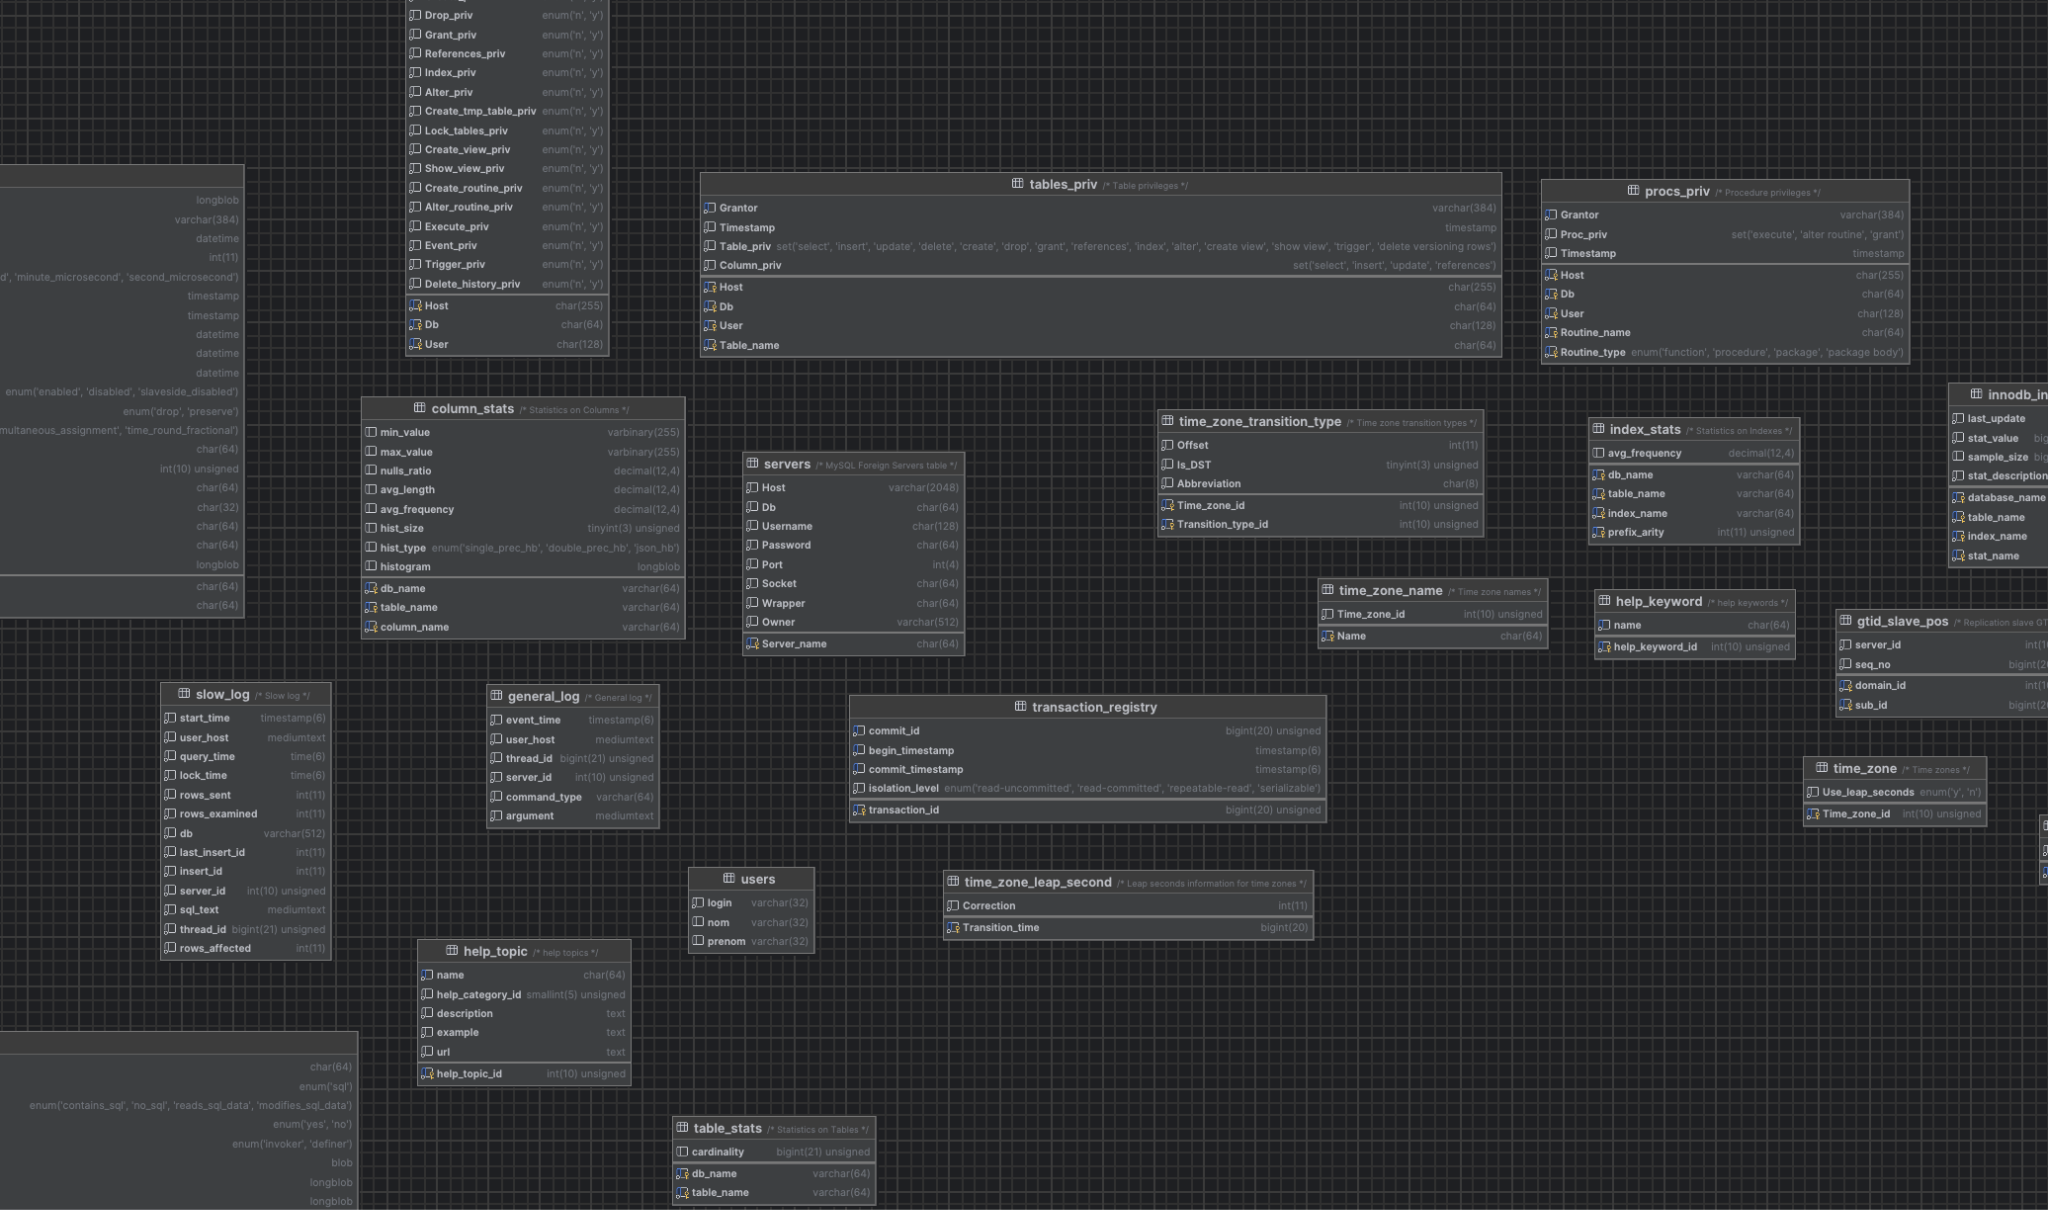 Drop_priv enum('n', 'y')
Grant_priv enum('n', 'y')
References_priv enum('n', 'y')
Index_priv enum('n', 'y')
Alter_priv enum('n', 'y')
Create_tmp_table_priv enum('n', 'y')
Lock_tables_priv enum('n', 'y')
Create_view_priv enum('n', 'y')
Show_view_priv enum('n', 'y')
Create_routine_priv enum('n', 'y')
Alter_routine_priv enum('n', 'y')
Execute_priv enum('n', 'y')
Event_priv enum('n', 'y')
Trigger_priv enum('n', 'y')
Delete_history_priv enum('n', 'y')
Host char(255)
Db char(64)
User char(128)
longblob
varchar(384)
datetime
int(11)
'minute_microsecond', 'second_microsecond')
timestamp
timestamp
datetime
datetime
datetime
enum('enabled', 'disabled', 'slaveside_disabled')
enum('drop', 'preserve')
'time_round_fractional')
char(64)
int(10) unsigned
char(64)
char(32)
char(64)
char(64)
longblob
char(64)
char(64)
tables_priv /* Table privileges */
Grantor varchar(384)
Timestamp timestamp
Table_priv set('select', 'insert', 'update', 'delete', 'create', 'drop', 'grant', 'references', 'index', 'alter', 'create view', 'show view', 'trigger', 'delete versioning rows')
Column_priv set('select', 'insert', 'update', 'references')
Host char(255)
Db char(64)
User char(128)
Table_name char(64)
procs_priv /* Procedure privileges */
Grantor varchar(384)
Proc_priv set('execute', 'alter routine', 'grant')
Timestamp timestamp
Host char(255)
Db char(64)
User char(128)
Routine_name char(64)
Routine_type enum('function', 'procedure', 'package', 'package body')
column_stats /* Statistics on Columns */
min_value varbinary(255)
max_value varbinary(255)
nulls_ratio decimal(12,4)
avg_length decimal(12,4)
avg_frequency decimal(12,4)
hist_size tinyint(3) unsigned
hist_type enum('single_prec_hb', 'double_prec_hb', 'json_hb')
histogram longblob
db_name varchar(64)
table_name varchar(64)
column_name varchar(64)
servers /* MySQL Foreign Servers table */
Host varchar(2048)
Db char(64)
Username char(128)
Password char(64)
Port int(4)
Socket char(64)
Wrapper char(64)
Owner varchar(512)
Server_name char(64)
time_zone_transition_type /* Time zone transition types */
Offset int(11)
Is_DST tinyint(3) unsigned
Abbreviation char(8)
Time_zone_id int(10) unsigned
Transition_type_id int(10) unsigned
index_stats /* Statistics on Indexes */
avg_frequency decimal(12,4)
db_name varchar(64)
table_name varchar(64)
index_name varchar(64)
prefix_arity int(11) unsigned
innodb_in
last_update
stat_value big
sample_size big
stat_description
database_name
table_name
index_name
stat_name
time_zone_name /* Time zone names */
Time_zone_id int(10) unsigned
Name char(64)
help_keyword /* help keywords */
name char(64)
help_keyword_id int(10) unsigned
gtid_slave_pos /* Replication slave GT
server_id int(1
seq_no bigint(2
domain_id int(1
sub_id bigint(2
slow_log /* Slow log */
start_time timestamp(6)
user_host mediumtext
query_time time(6)
lock_time time(6)
rows_sent int(11)
rows_examined int(11)
db varchar(512)
last_insert_id int(11)
insert_id int(11)
server_id int(10) unsigned
sql_text mediumtext
thread_id bigint(21) unsigned
rows_affected int(11)
general_log /* General log */
event_time timestamp(6)
user_host mediumtext
thread_id bigint(21) unsigned
server_id int(10) unsigned
command_type varchar(64)
argument mediumtext
transaction_registry
commit_id bigint(20) unsigned
begin_timestamp timestamp(6)
commit_timestamp timestamp(6)
isolation_level enum('read-uncommitted', 'read-committed', 'repeatable-read', 'serializable')
transaction_id bigint(20) unsigned
time_zone /* Time zones */
Use_leap_seconds enum('y', 'n')
Time_zone_id int(10) unsigned
users
login varchar(32)
nom varchar(32)
prenom varchar(32)
time_zone_leap_second /* Leap seconds information for time zones */
Correction int(11)
Transition_time bigint(20)
help_topic /* help topics */
name char(64)
help_category_id smallint(5) unsigned
description text
example text
url text
help_topic_id int(10) unsigned
char(64)
enum('sql')
enum('contains_sql', 'no_sql', 'reads_sql_data', 'modifies_sql_data')
enum('yes', 'no')
enum('invoker', 'definer')
blob
longblob
longblob
table_stats /* Statistics on Tables */
cardinality bigint(21) unsigned
db_name varchar(64)
table_name varchar(64)